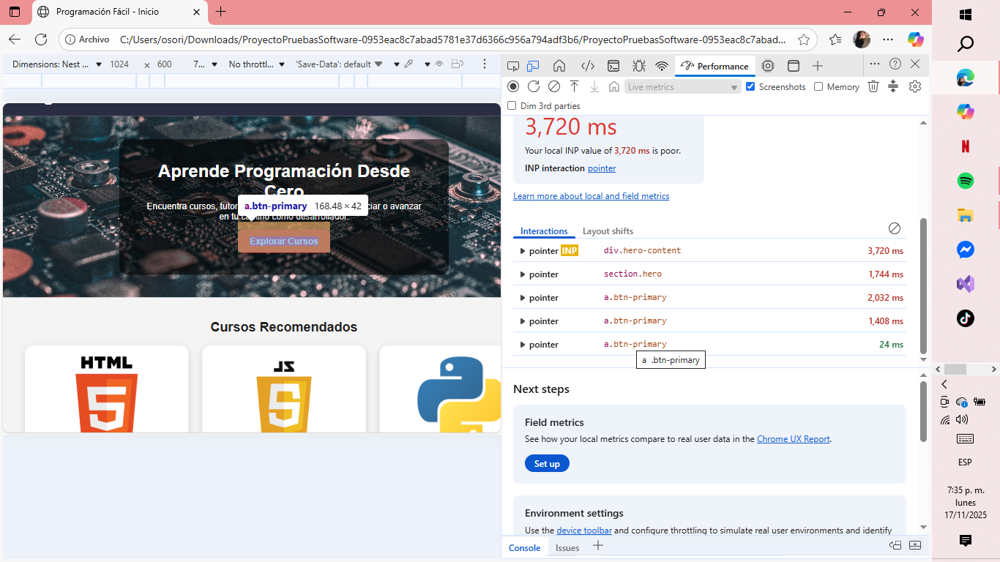 Programación Fácil - Inicio
Archivo
C:/Users/osori/Downloads/ProyectoPruebasSoftware-0953eac8c7abad5781e37d6366c956a794adf3b6/ProyectoPruebasSoftware-0953eac8c7abad...
Dimensions: Nest ...
1024
×
600
7...
No throttl...
'Save-Data': default
Performance
Live metrics
Screenshots
Memory
Dim 3rd parties
3,720 ms
Your local INP value of 3,720 ms is poor.
INP interaction pointer
Learn more about local and field metrics
Interactions
Layout shifts
pointer INP div.hero-content 3,720 ms
pointer section.hero 1,744 ms
pointer a.btn-primary 2,032 ms
pointer a.btn-primary 1,408 ms
pointer a.btn-primary 24 ms
a .btn-primary
Next steps
Field metrics
See how your local metrics compare to real user data in the Chrome UX Report.
Set up
Environment settings
Use the device toolbar and configure throttling to simulate real user environments and identify
Console
Issues
Aprende Programación Desde
Cero
Encuentra cursos, tutor
ciar o avanzar
en tu camino como desarrollador.
a.btn-primary 168.48 × 42
Explorar Cursos
Cursos Recomendados
HTML
5
JS
ESP
7:35 p. m.
lunes
17/11/2025